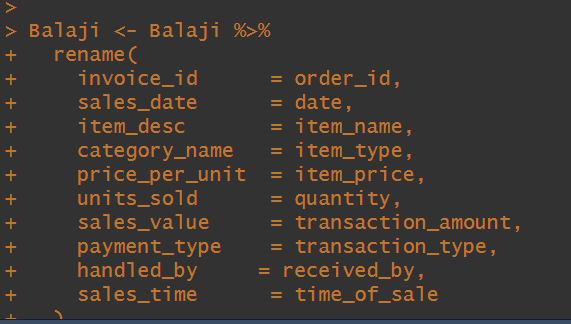 >
> Balaji <- Balaji %>%
+   rename(
+     invoice_id      = order_id,
+     sales_date      = date,
+     item_desc       = item_name,
+     category_name   = item_type,
+     price_per_unit  = item_price,
+     units_sold      = quantity,
+     sales_value     = transaction_amount,
+     payment_type    = transaction_type,
+     handled_by     = received_by,
+     sales_time      = time_of_sale
+   )